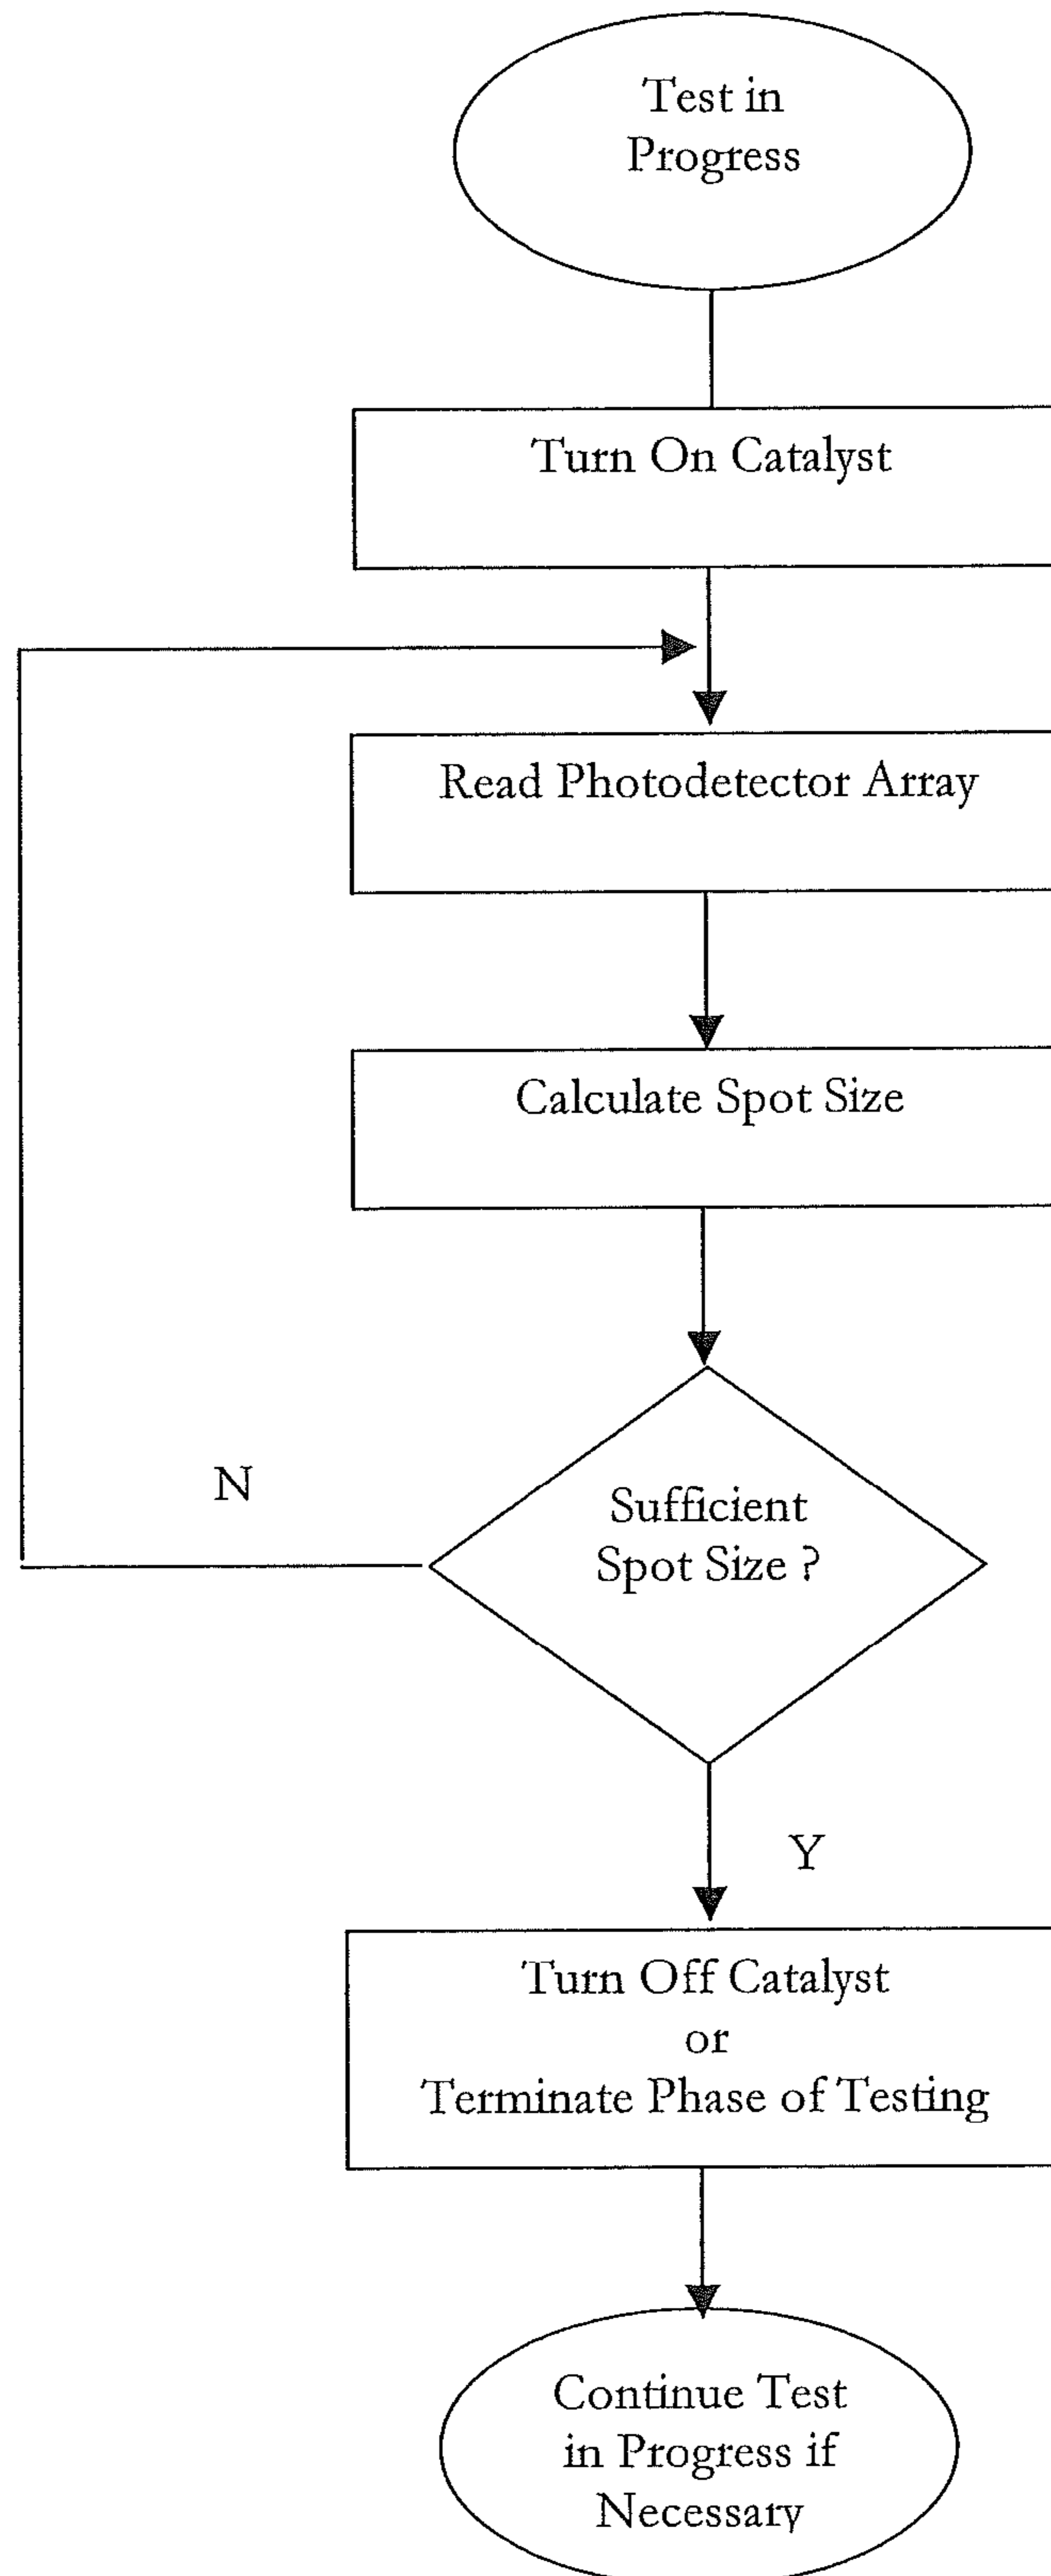 Test in
Progress
Turn On Catalyst
Read Photodetector Array
Calculate Spot Size
N
Sufficient
Spot Size ?
Y
Turn Off Catalyst
or
Terminate Phase of Testing
Continue Test
in Progress if
Necessary